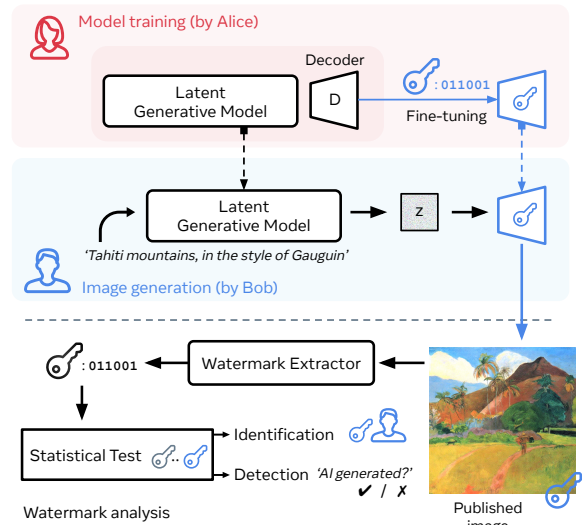 Model training (by Alice)
Decoder
Latent
Generative Model
D
: 011001
Fine-tuning
Latent
Generative Model
z
'Tahiti mountains, in the style of Gauguin'
Image generation (by Bob)
: 011001
Watermark Extractor
Statistical Test
..
Identification
Detection
'AI generated?'
✔ / ✗
Watermark analysis
Published
image